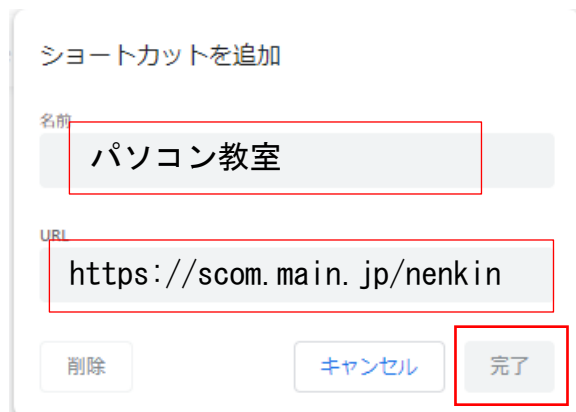 ショートカットを追加
名前
パソコン教室
URL
https://scom.main.jp/nenkin
削除 キャンセル 完了